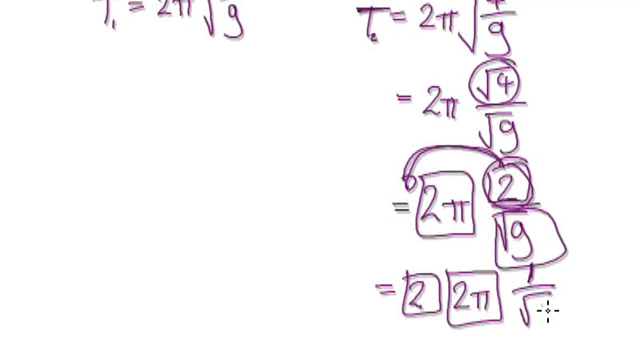 T₁ = 2π√ g
T₂ = 2π√4/g
= 2π √4/√g
= 2π 2/√g
= 2 2π 1/√